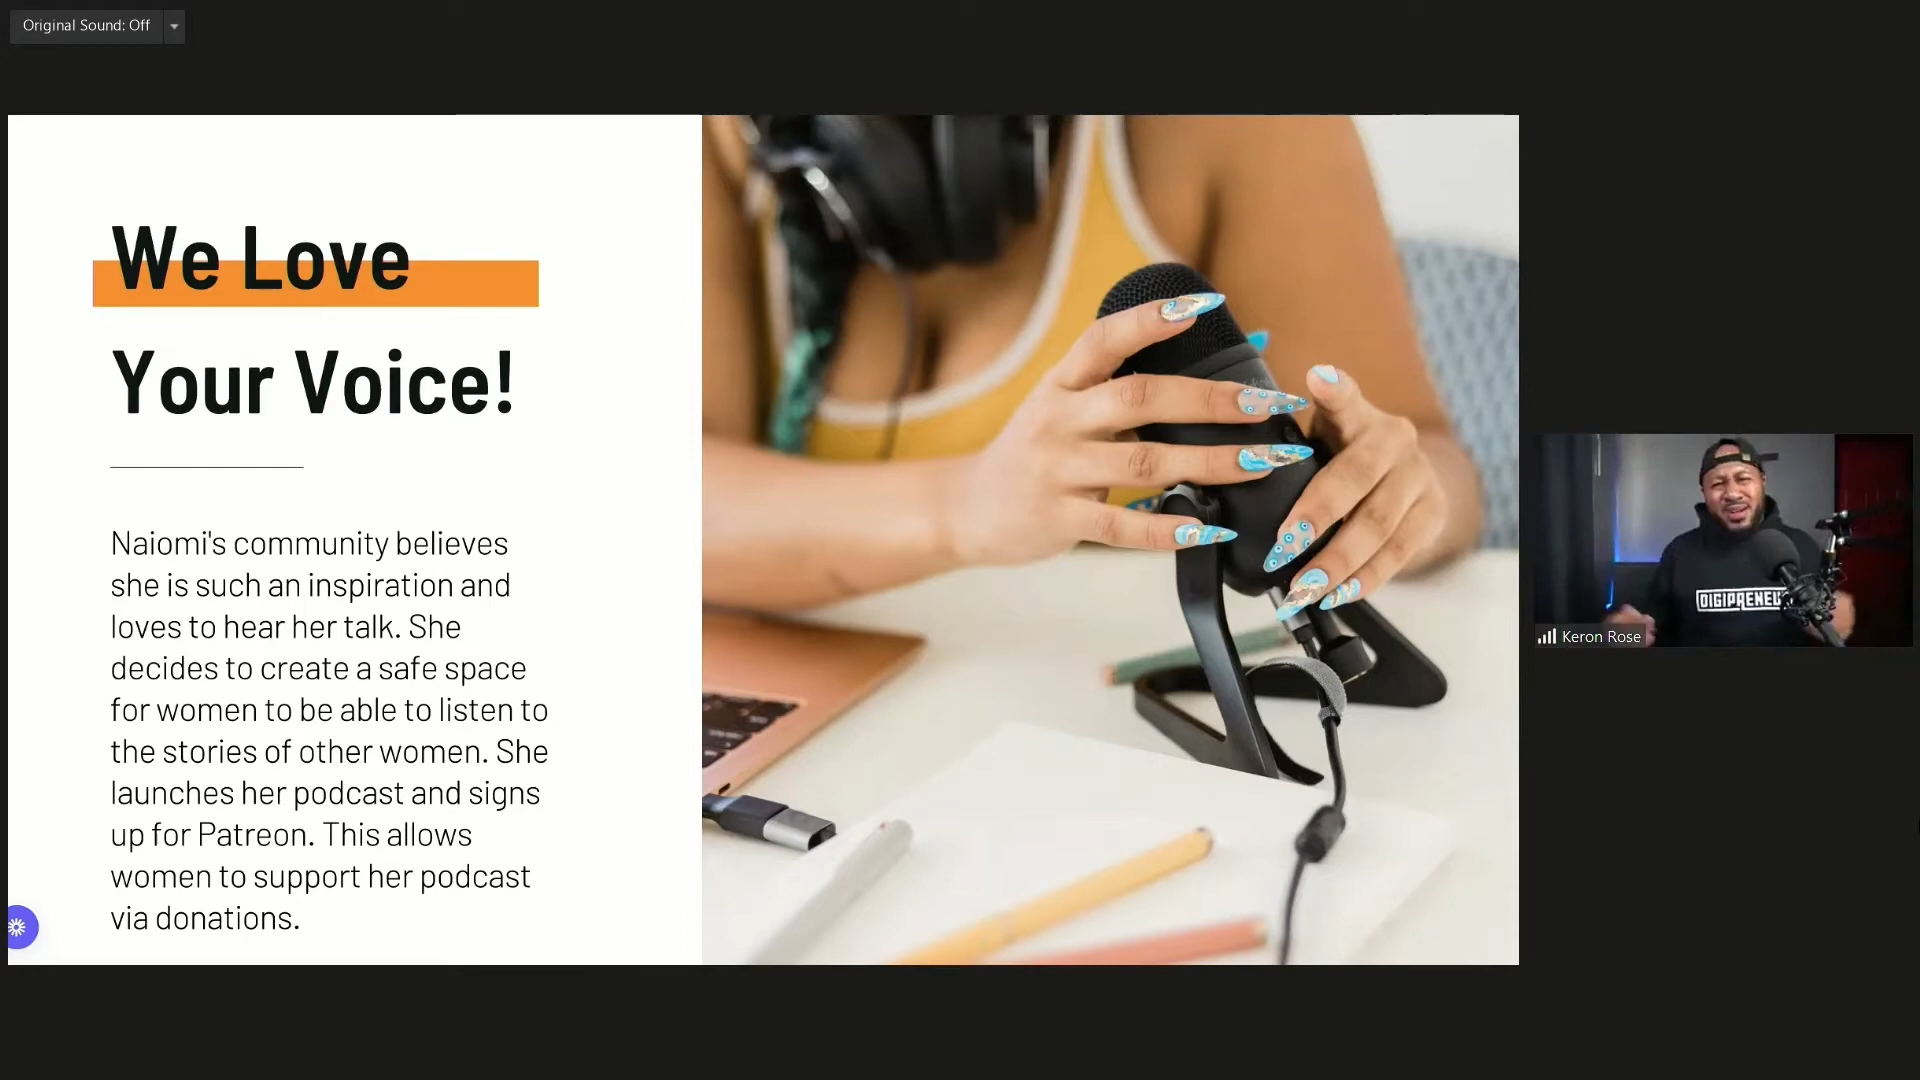 Original Sound: Off
We Love
Your Voice!
Naiomi's community believes
she is such an inspiration and
loves to hear her talk. She
decides to create a safe space
for women to be able to listen to
the stories of other women. She
launches her podcast and signs
up for Patreon. This allows
women to support her podcast
via donations.
DIGIPRENEU
Keron Rose